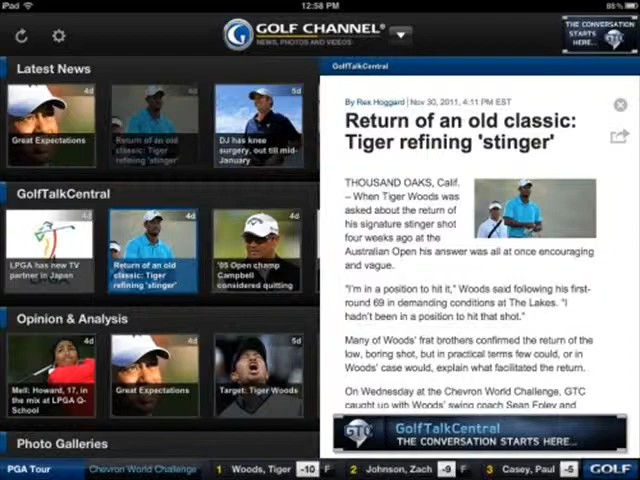 iPad
12:58 PM
86%
GOLF CHANNEL
NEWS, PHOTOS AND VIDEOS
THE CONVERSATION
STARTS
HERE...
GTC
Latest News
4d
Great Expectations
4d
Return of an old
classic: Tiger
refining 'stinger'
5d
DJ has knee
surgery, out till mid-
January
GolfTalkCentral
4d
LPGA has new TV
partner in Japan
4d
Return of an old
classic: Tiger
refining 'stinger'
4d
'05 Open champ
Campbell
considered quitting
Opinion & Analysis
4d
Mell: Howard, 17, in
the mix at LPGA Q-
School
4d
Great Expectations
5d
Target: Tiger Woods
Photo Galleries
GolfTalkCentral
By Rex Hoggard | Nov 30, 2011, 4:11 PM EST
Return of an old classic:
Tiger refining 'stinger'
THOUSAND OAKS, Calif.
– When Tiger Woods was
asked about the return of
his signature stinger shot
four weeks ago at the
Australian Open his answer was all at once encouraging
and vague.
"I'm in a position to hit it," Woods said following his first-
round 69 in demanding conditions at The Lakes. "I
hadn't been in a position to hit that shot."
Many of Woods' frat brothers confirmed the return of the
low, boring shot, but in practical terms few could, or in
Woods' case would, explain what facilitated the return.
On Wednesday at the Chevron World Challenge, GTC
caught up with Woods' swing coach Sean Foley and
GTC
GolfTalkCentral
THE CONVERSATION STARTS HERE...
PGA Tour Chevron World Challenge 1 Woods, Tiger -10 F 2 Johnson, Zach -9 F 3 Casey, Paul -5 GOLF